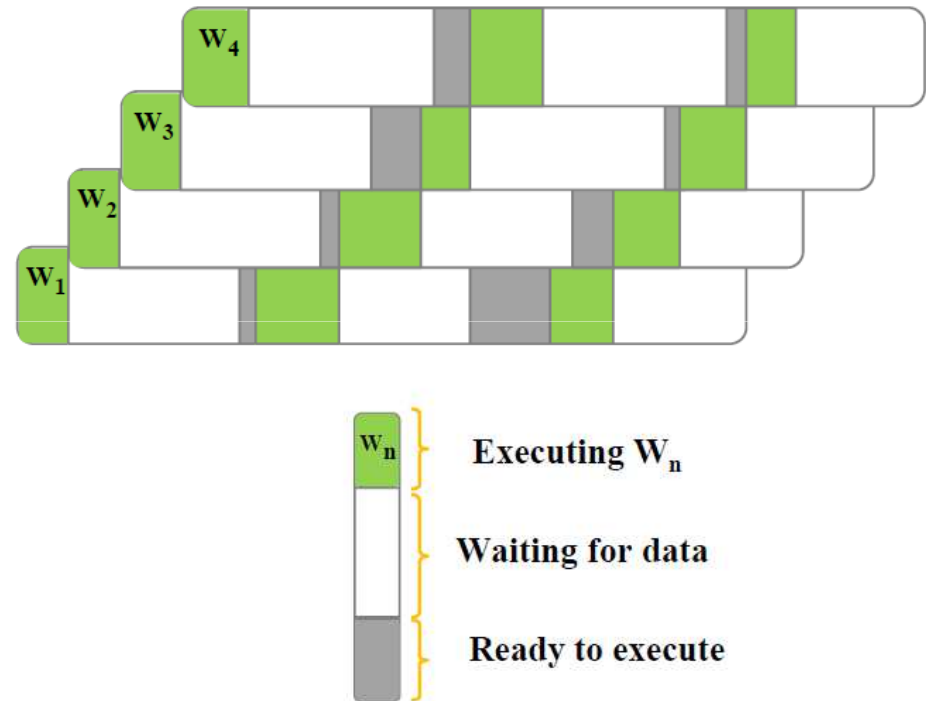 W₄
W₃
W₂
W₁
Wₙ
Executing Wₙ
Waiting for data
Ready to execute